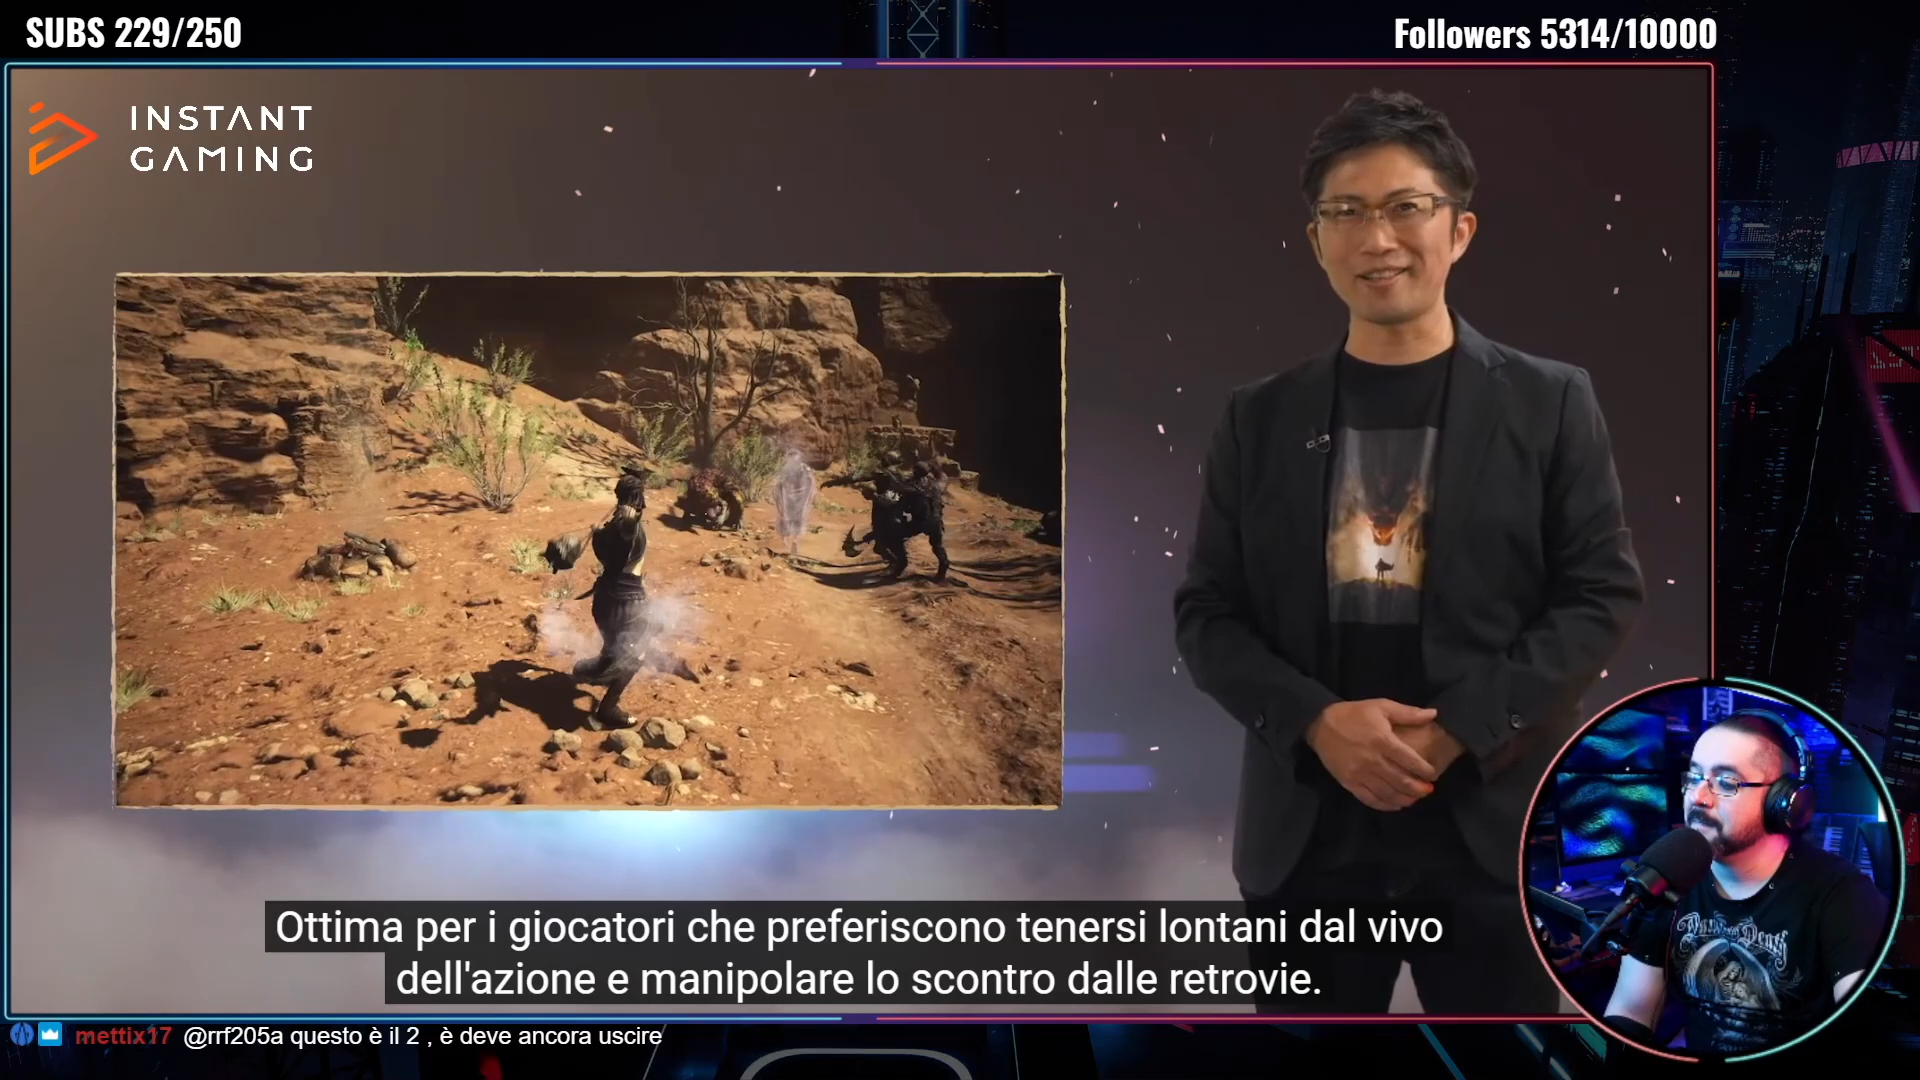 SUBS 229/250
Followers 5314/10000
INSTANT
GAMING
Ottima per i giocatori che preferiscono tenersi lontani dal vivo
dell'azione e manipolare lo scontro dalle retrovie.
mettix17 @rrf205a questo è il 2 , è deve ancora uscire